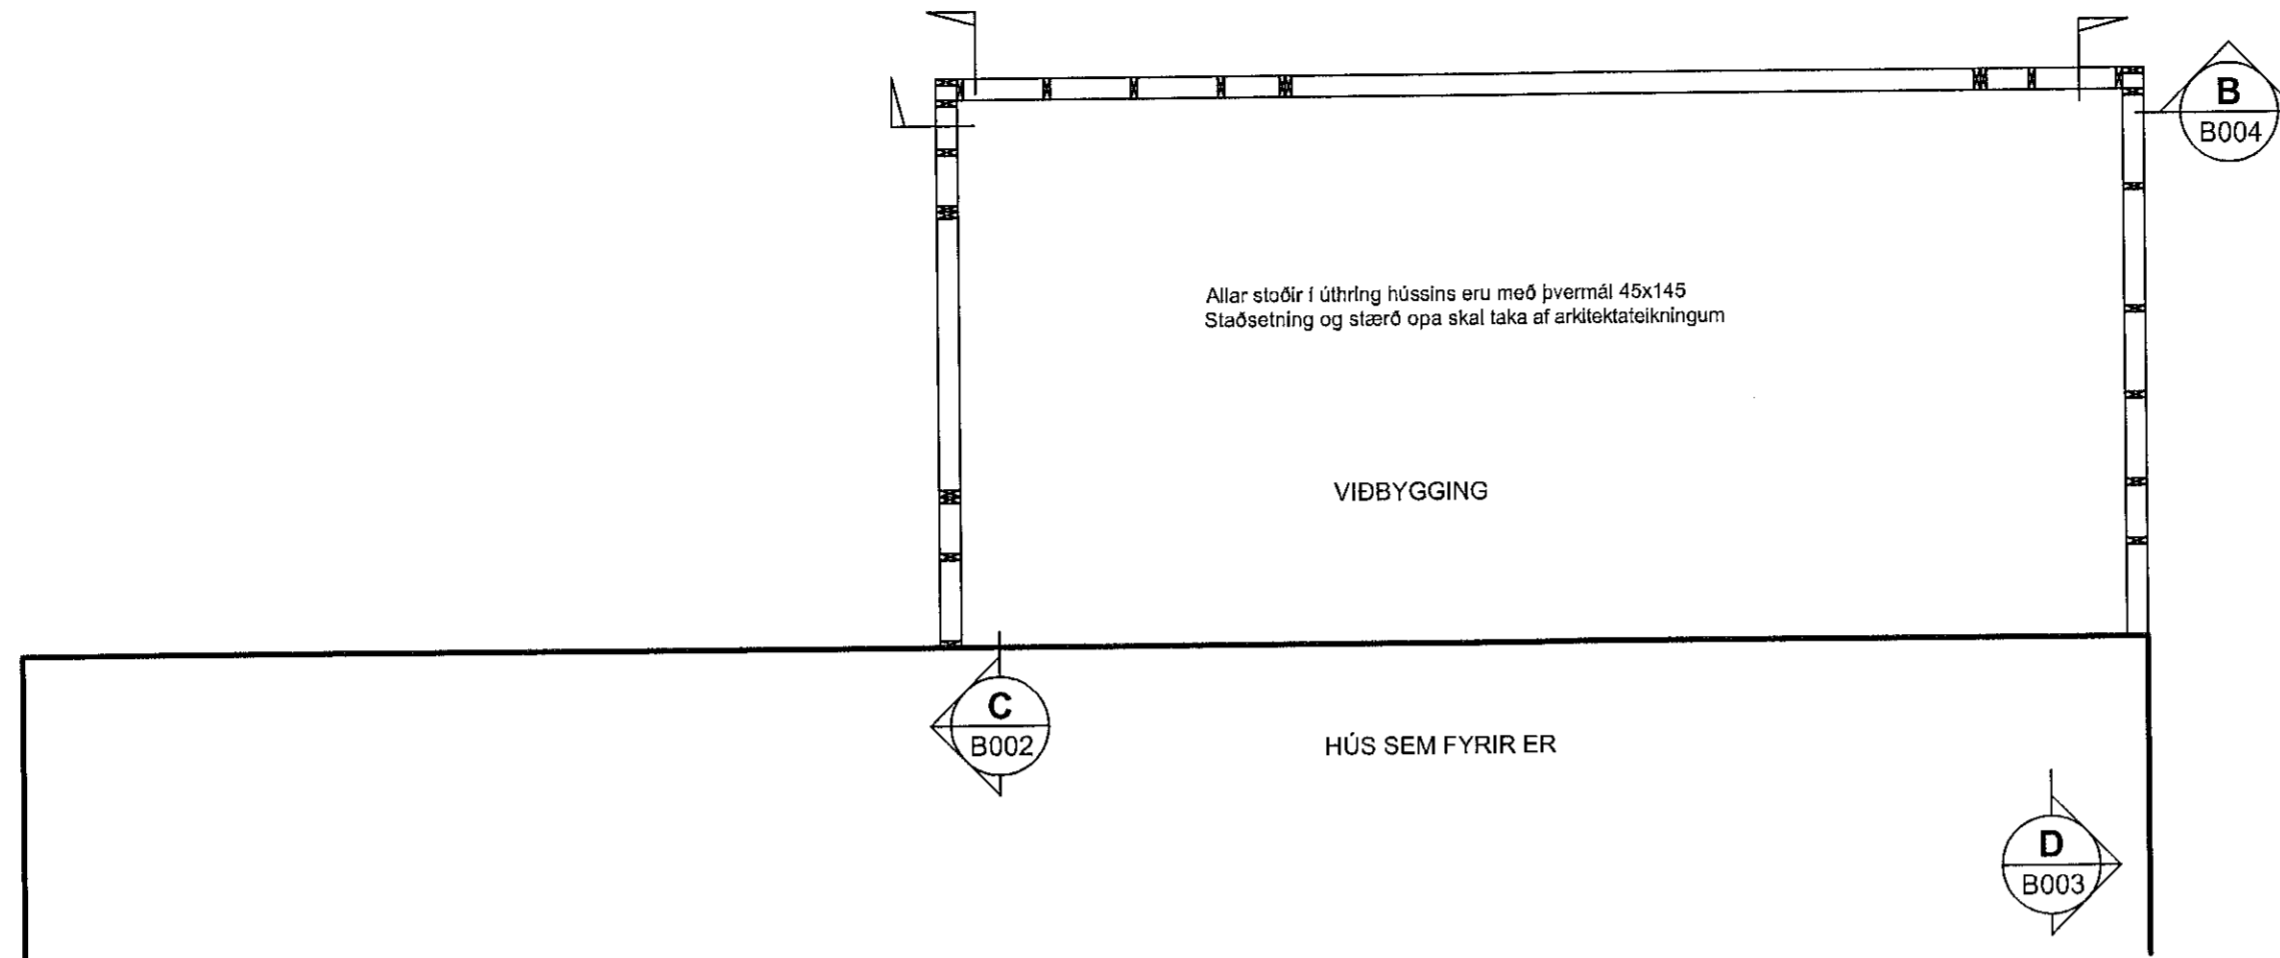 B
B004
Allar stoðir í úthring hússins eru með þvermál 45x145
Staðsetning og stærð opa skal taka af arkitektateikningum
VIÐBYGGING
C
B002
HÚS SEM FYRIR ER
D
B003